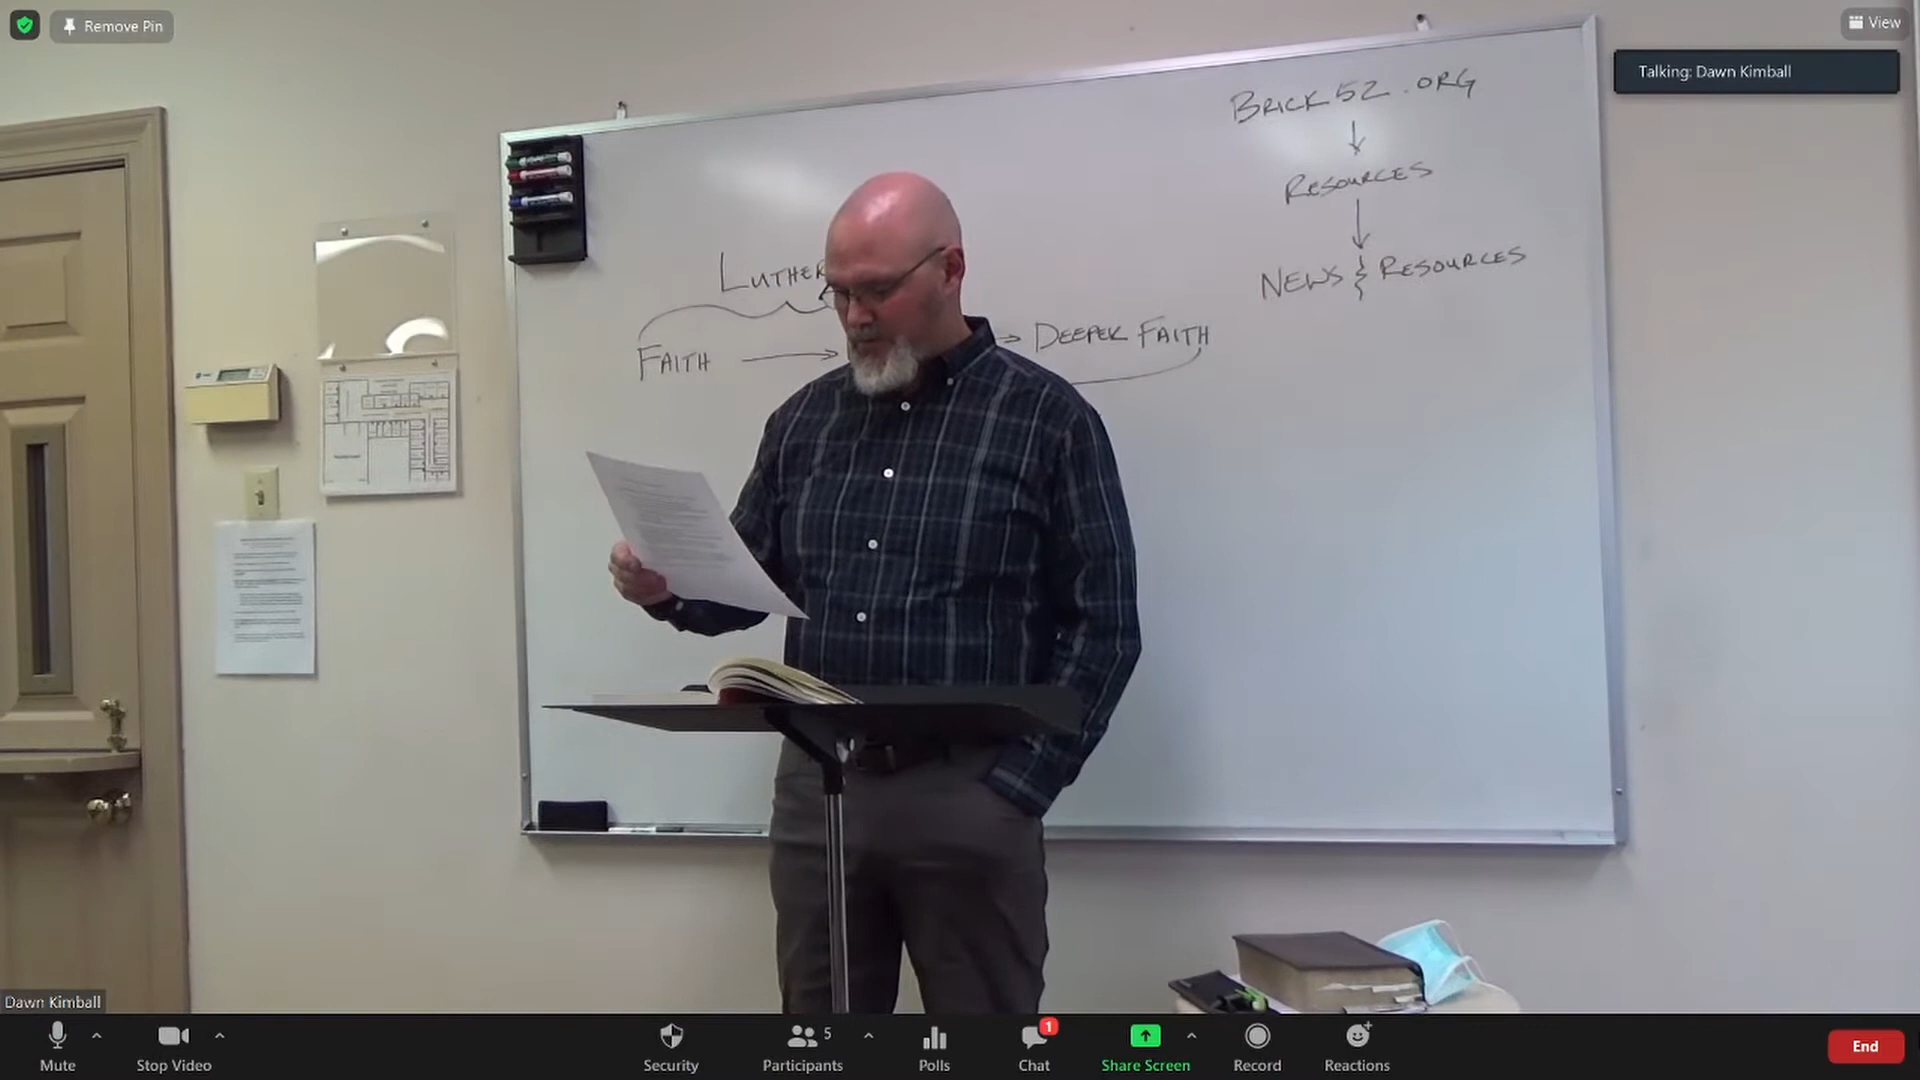 Remove Pin
View
Talking: Dawn Kimball
BRICK52.ORG
↓
RESOURCES
↓
NEWS & RESOURCES
LUTHER
FAITH → → DEEPER FAITH
Dawn Kimball
Mute
Stop Video
Security
Participants 5
Polls
Chat 1
Share Screen
Record
Reactions
End